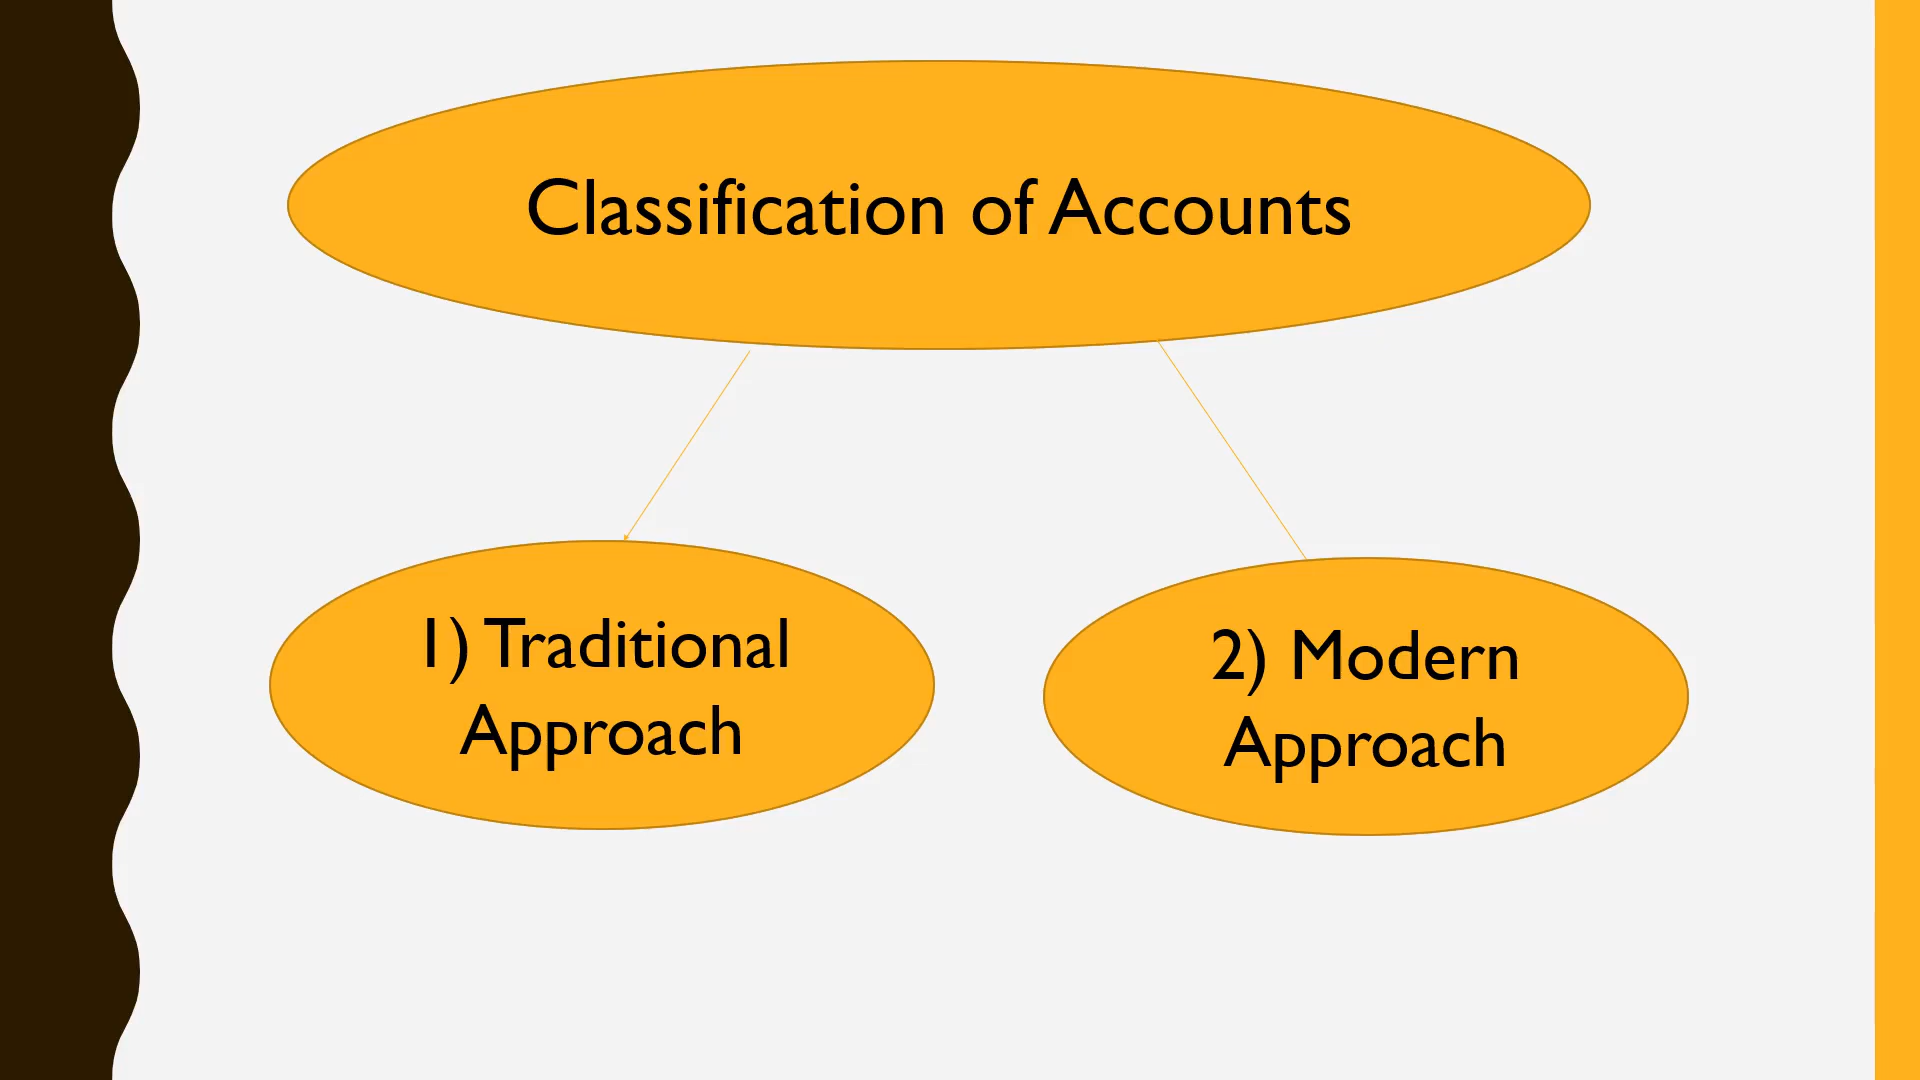 Classification of Accounts
1) Traditional
Approach
2) Modern
Approach